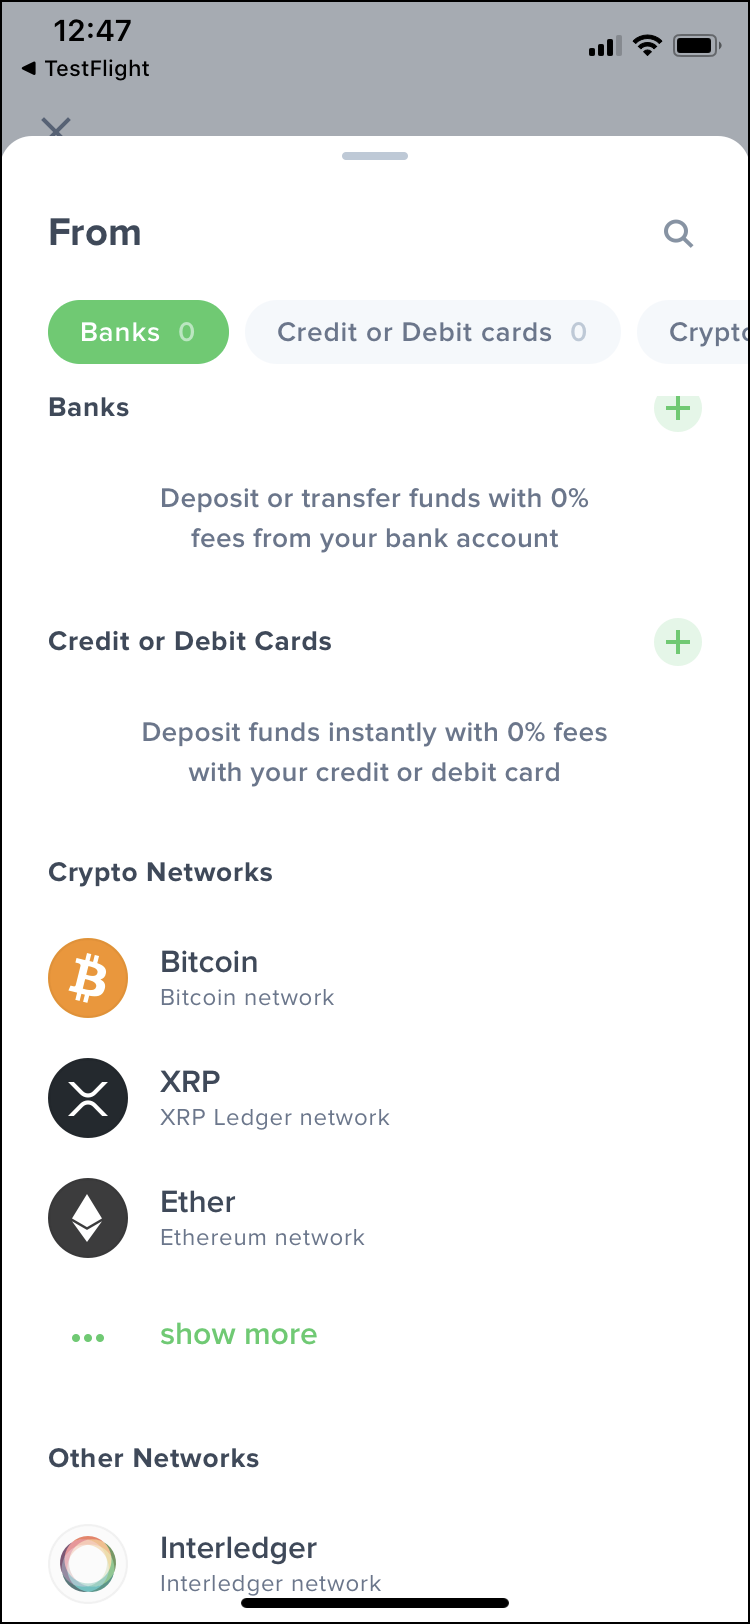 12:47
TestFlight
From
Banks 0
Credit or Debit cards 0
Crypto
Banks
Deposit or transfer funds with 0%
fees from your bank account
Credit or Debit Cards
Deposit funds instantly with 0% fees
with your credit or debit card
Crypto Networks
Bitcoin
Bitcoin network
XRP
XRP Ledger network
Ether
Ethereum network
show more
Other Networks
Interledger
Interledger network